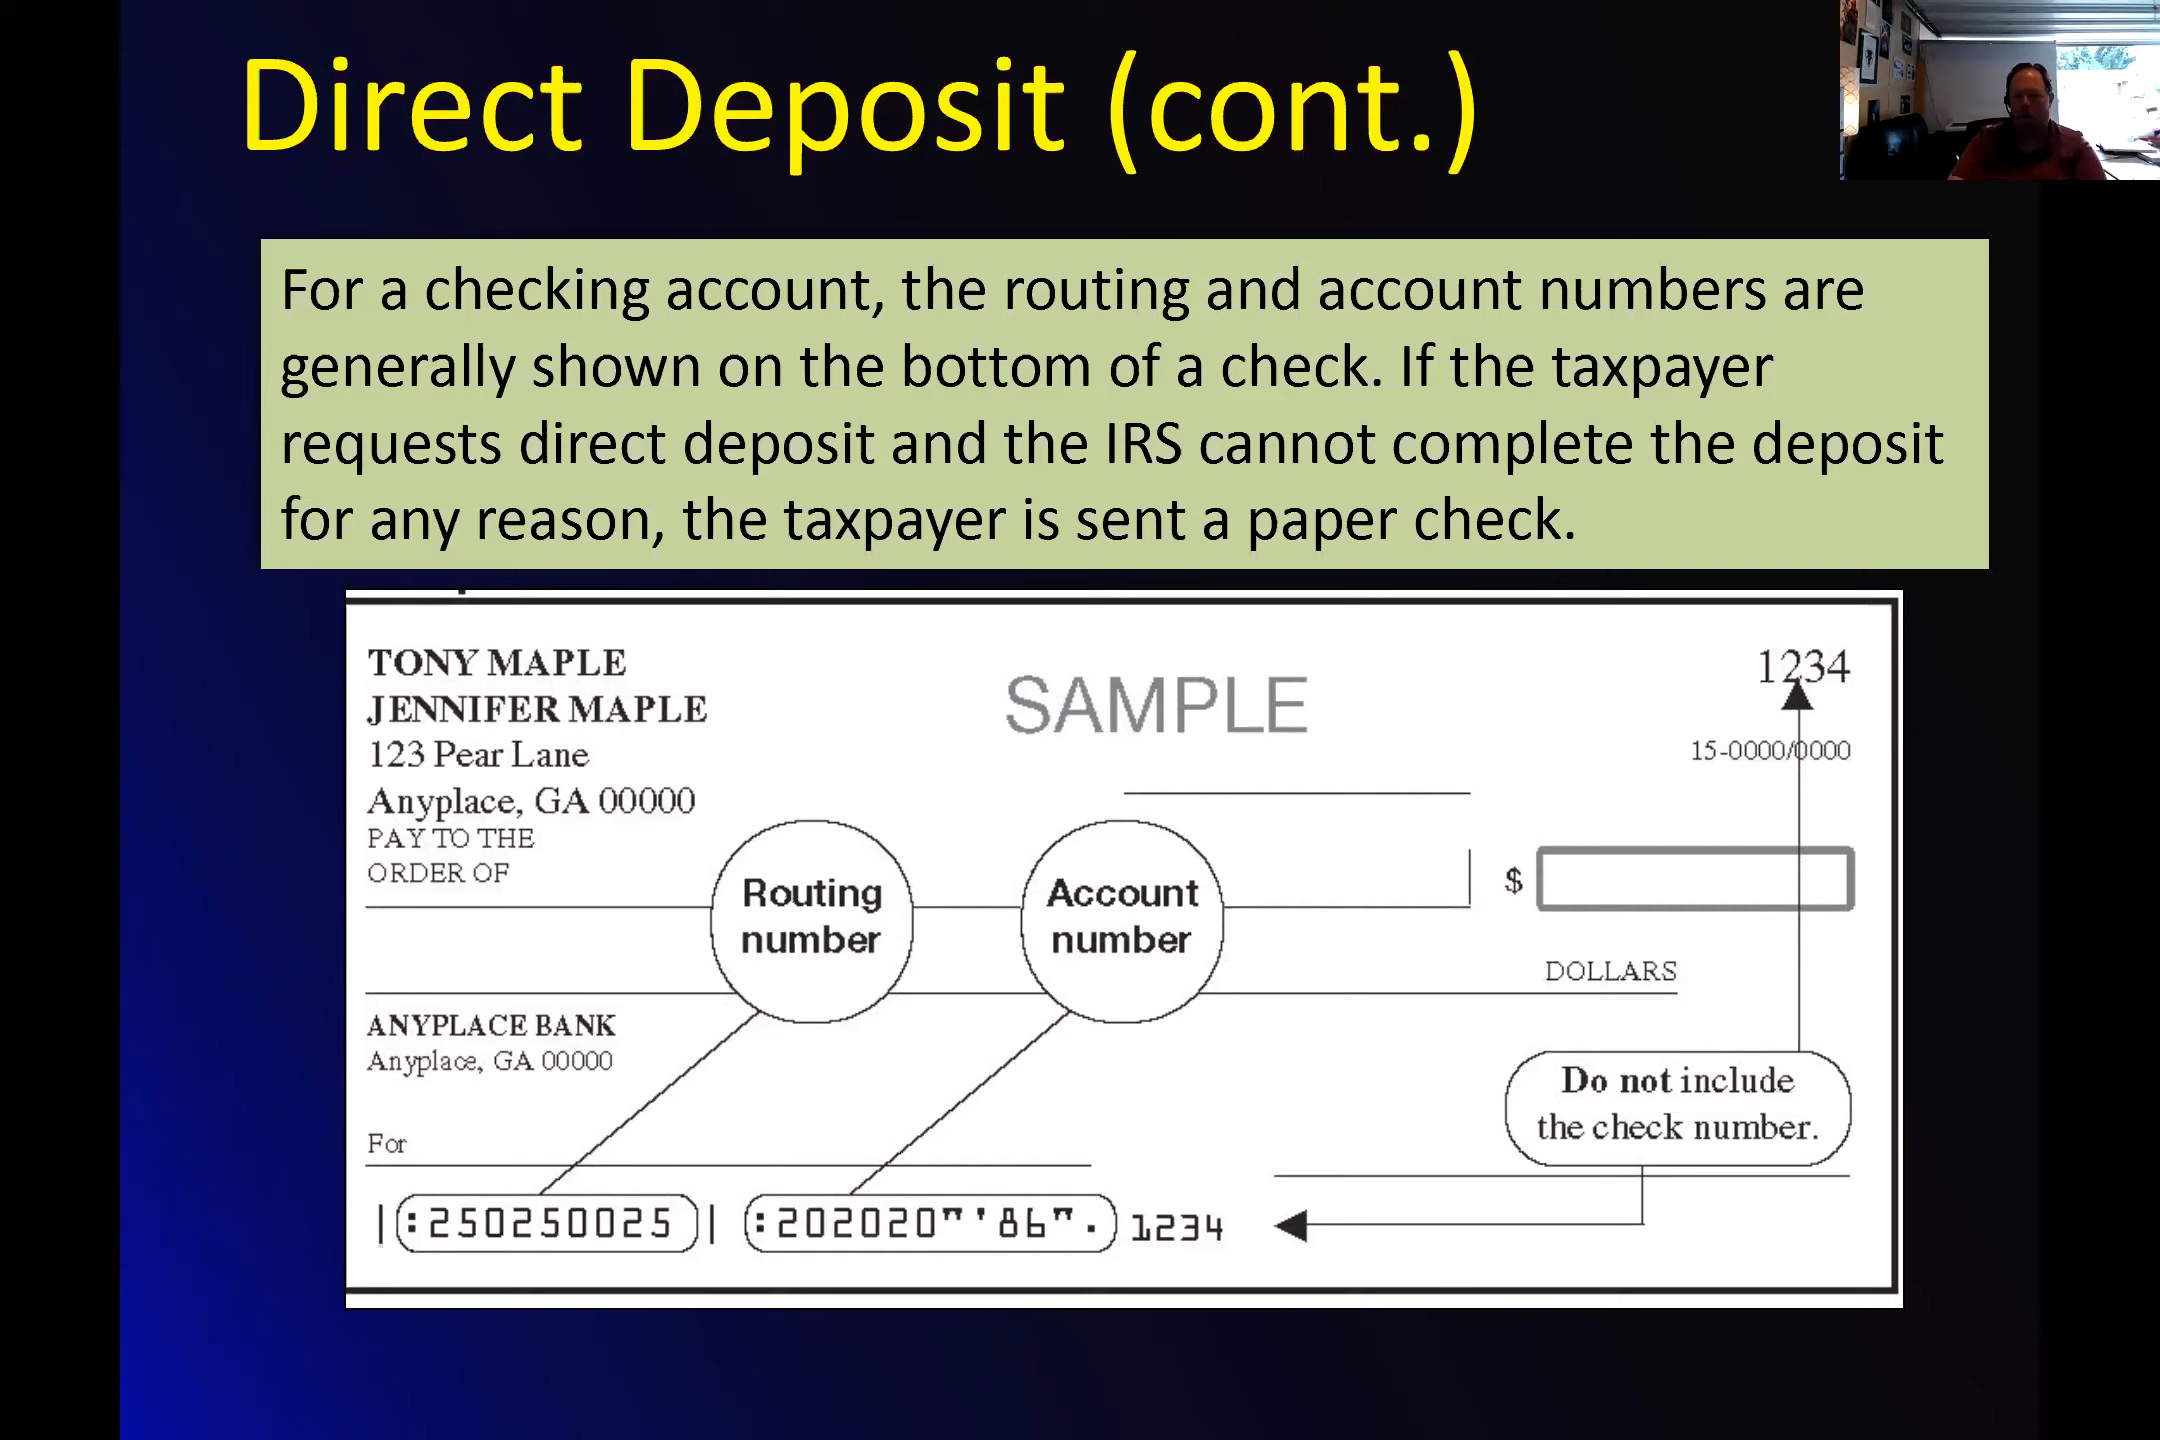 Direct Deposit (cont.)
For a checking account, the routing and account numbers are
generally shown on the bottom of a check. If the taxpayer
requests direct deposit and the IRS cannot complete the deposit
for any reason, the taxpayer is sent a paper check.
TONY MAPLE
JENNIFER MAPLE
123 Pear Lane
Anyplace, GA 00000
SAMPLE
1234
15-0000/0000
PAY TO THE
ORDER OF
$
DOLLARS
Routing
number
Account
number
ANYPLACE BANK
Anyplace, GA 00000
Do not include
the check number.
For
|:250250025| :202020"'86". 1234